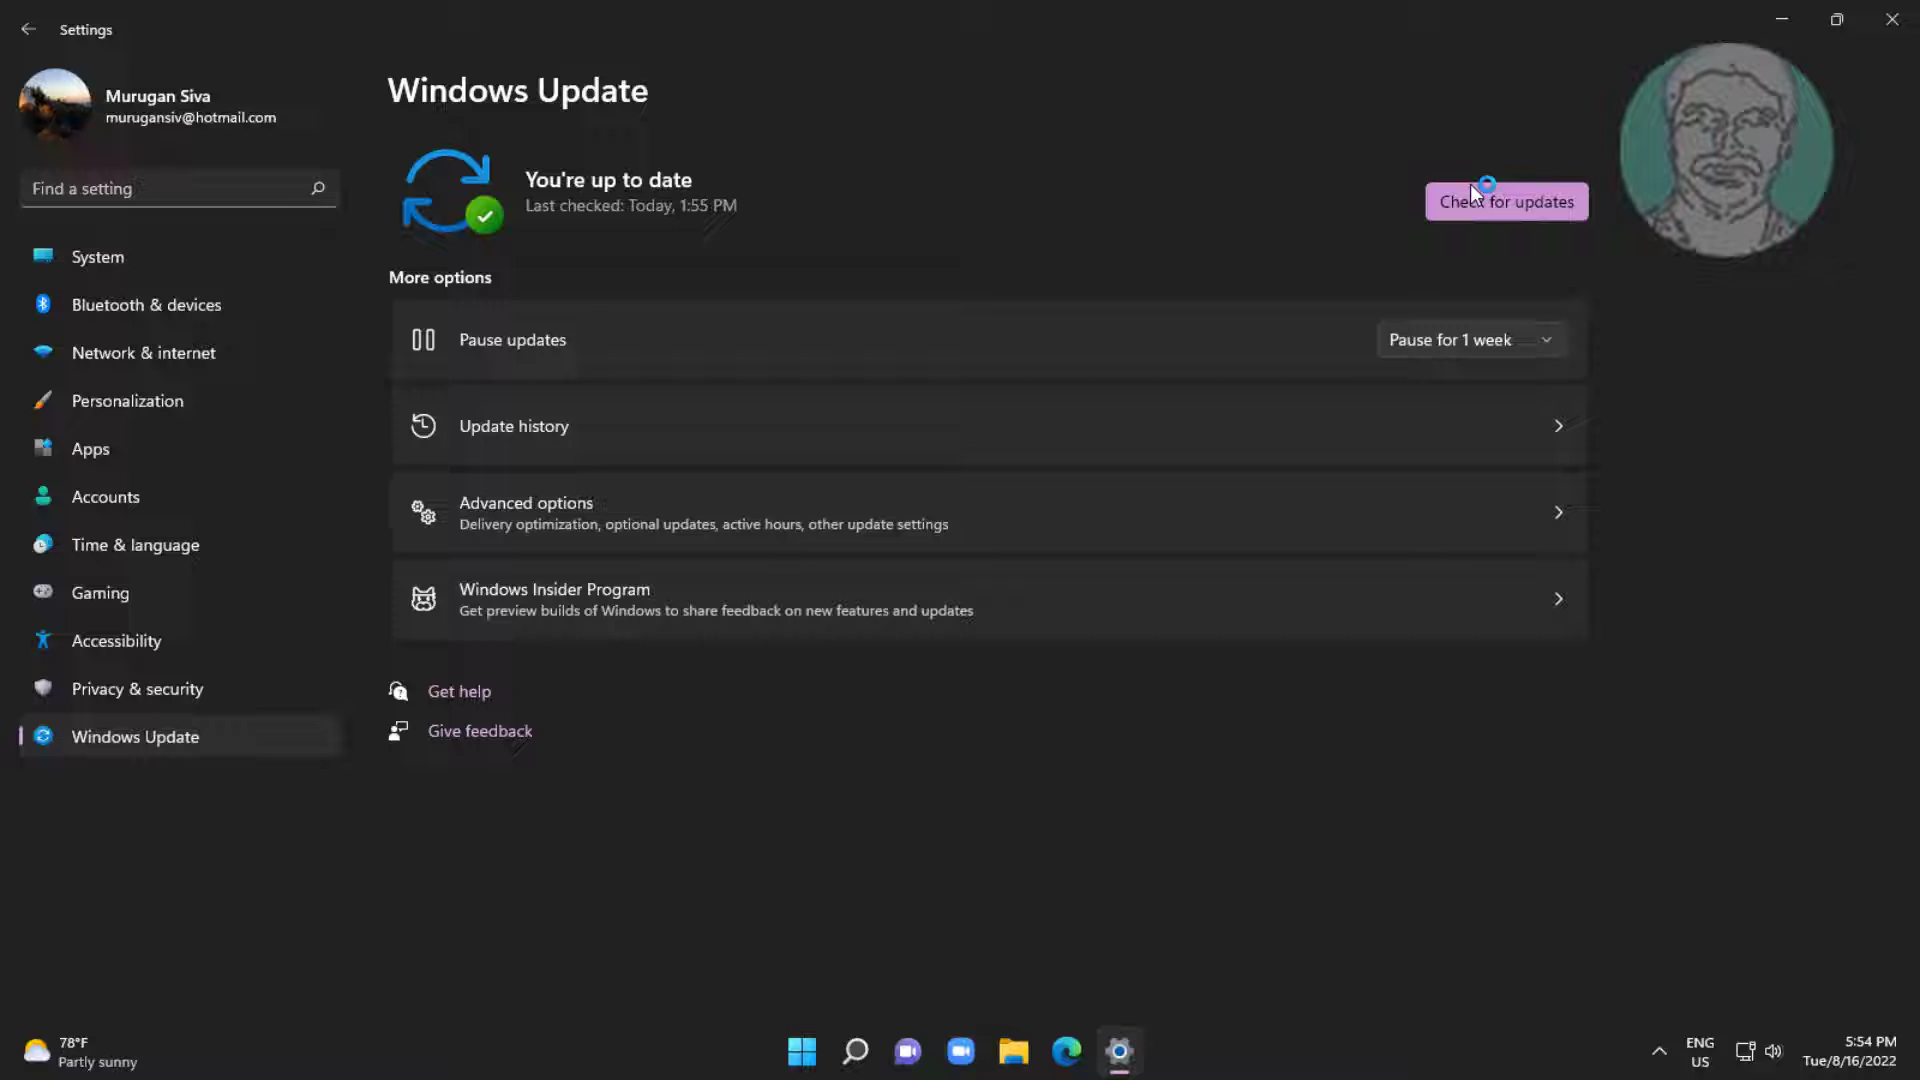 Settings
Murugan Siva
murugansiv@hotmail.com
Find a setting
System
Bluetooth & devices
Network & internet
Personalization
Apps
Accounts
Time & language
Gaming
Accessibility
Privacy & security
Windows Update
Windows Update
You're up to date
Last checked: Today, 1:55 PM
Check for updates
More options
Pause updates
Pause for 1 week
Update history
Advanced options
Delivery optimization, optional updates, active hours, other update settings
Windows Insider Program
Get preview builds of Windows to share feedback on new features and updates
Get help
Give feedback
78°F
Partly sunny
ENG
US
5:54 PM
Tue/8/16/2022